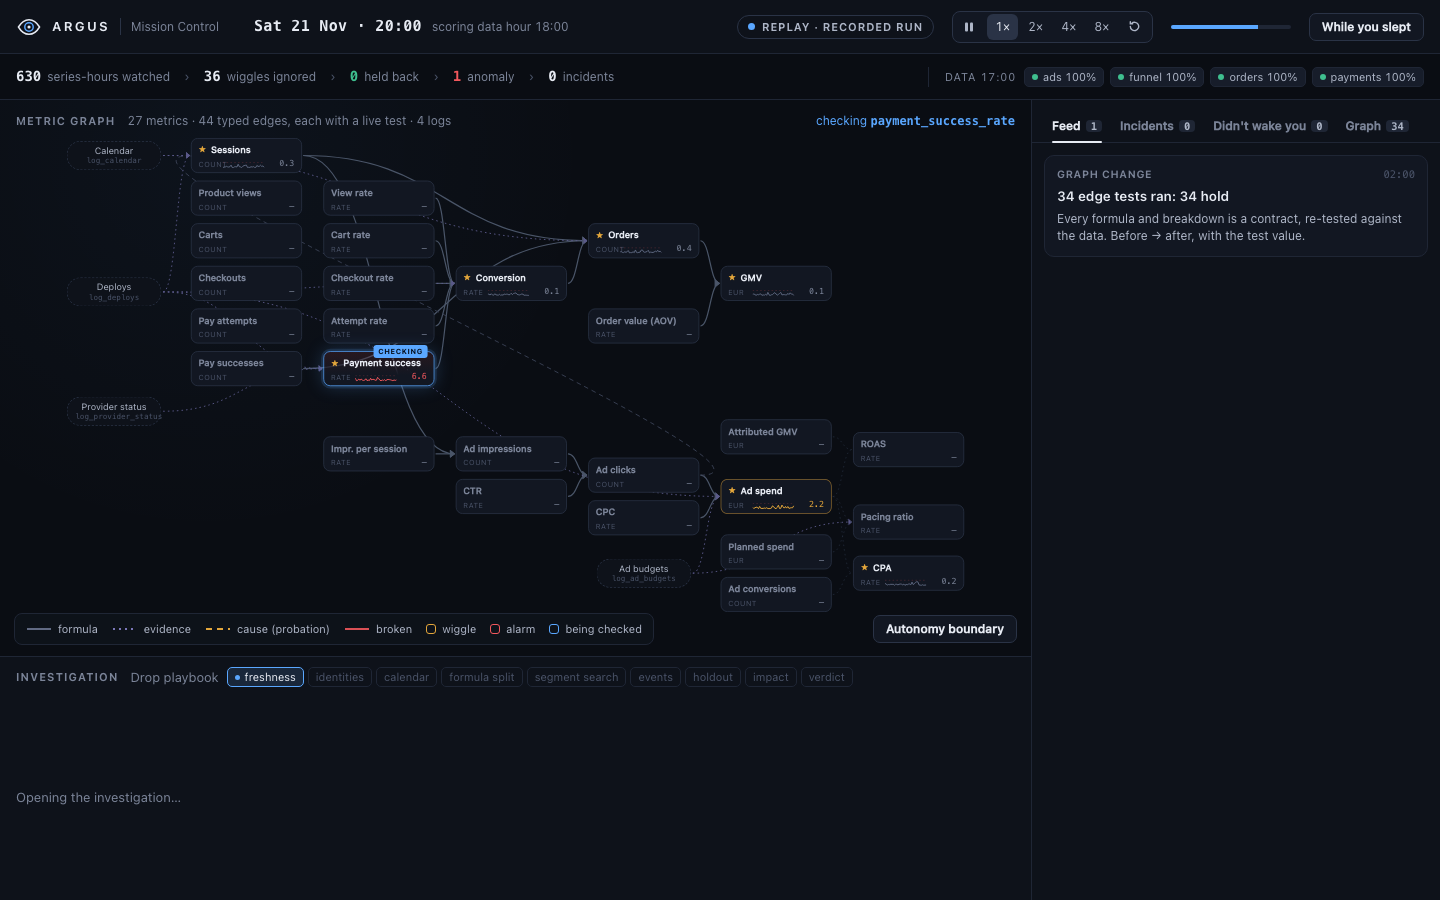 ARGUS Mission Control Sat 21 Nov · 20:00 scoring data hour 18:00 REPLAY · RECORDED RUN 1× 2× 4× 8× While you slept
630 series-hours watched › 36 wiggles ignored › 0 held back › 1 anomaly › 0 incidents DATA 17:00 ads 100% funnel 100% orders 100% payments 100%
METRIC GRAPH 27 metrics · 44 typed edges, each with a live test · 4 logs checking payment_success_rate
Calendar
log_calendar
Sessions
COUNT 0.3
Product views
COUNT –
View rate
RATE –
Carts
COUNT –
Cart rate
RATE –
Orders
COUNT 0.4
Deploys
log_deploys
Checkouts
COUNT –
Checkout rate
RATE –
Conversion
RATE 0.1
GMV
EUR 0.1
Pay attempts
COUNT –
Attempt rate
RATE –
Order value (AOV)
RATE –
CHECKING
Pay successes
COUNT –
Payment success
RATE 6.6
Provider status
log_provider_status
Impr. per session
RATE –
Ad impressions
COUNT –
Attributed GMV
EUR –
ROAS
RATE –
Ad clicks
COUNT –
CTR
RATE –
Ad spend
EUR 2.2
CPC
RATE –
Pacing ratio
RATE –
Planned spend
EUR –
CPA
RATE 0.2
Ad budgets
log_ad_budgets
Ad conversions
COUNT –
formula evidence cause (probation) broken wiggle alarm being checked
Autonomy boundary
INVESTIGATION Drop playbook freshness identities calendar formula split segment search events holdout impact verdict
Opening the investigation...
Feed 1 Incidents 0 Didn't wake you 0 Graph 34
GRAPH CHANGE 02:00
34 edge tests ran: 34 hold
Every formula and breakdown is a contract, re-tested against
the data. Before → after, with the test value.